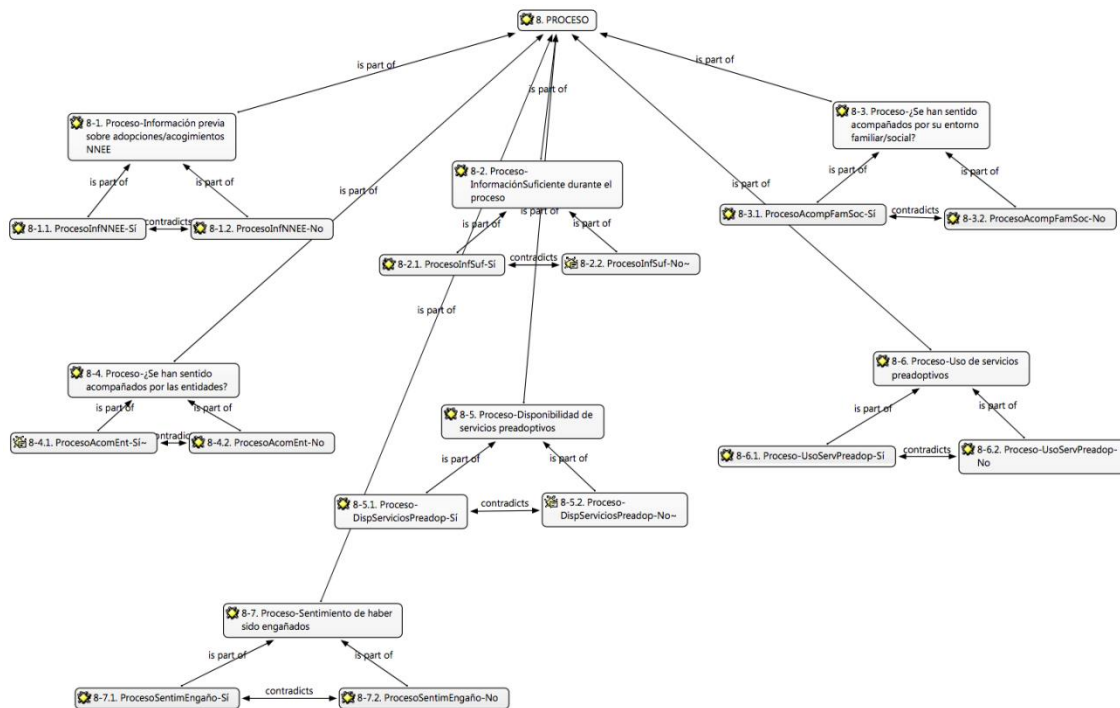 8. PROCESO
is part of
is part of
is part of
is part of
8-1. Proceso-Información previa
sobre adopciones/acogimientos
NNEE
8-3. Proceso-¿Se han sentido
acompañados por su entorno
familiar/social?
is part of
is part of
8-2. Proceso-
InformaciónSuficiente durante el
proceso
is part of
is part of
is part of
is part of
8-1.1. ProcesoInfNNEE-Sí
contradicts
8-1.2. ProcesoInfNNEE-No
8-3.1. ProcesoAcompFamSoc-Sí
contradicts
8-3.2. ProcesoAcompFamSoc-No
is part of
is part of
is part of
8-2.1. ProcesoInfSuf-Sí
contradicts
8-2.2. ProcesoInfSuf-No~
is part of
8-4. Proceso-¿Se han sentido
acompañados por las entidades?
8-6. Proceso-Uso de servicios
preadoptivos
is part of
is part of
8-5. Proceso-Disponibilidad de
servicios preadoptivos
is part of
is part of
8-4.1. ProcesoAcomEnt-Sí~
contradicts
8-4.2. ProcesoAcomEnt-No
8-6.1. Proceso-UsoServPreadop-Sí
contradicts
8-6.2. Proceso-UsoServPreadop-
No
is part of
is part of
8-5.1. Proceso-
DispServiciosPreadop-Sí
contradicts
8-5.2. Proceso-
DispServiciosPreadop-No~
8-7. Proceso-Sentimiento de haber
sido engañados
is part of
is part of
8-7.1. ProcesoSentimEngaño-Sí
contradicts
8-7.2. ProcesoSentimEngaño-No